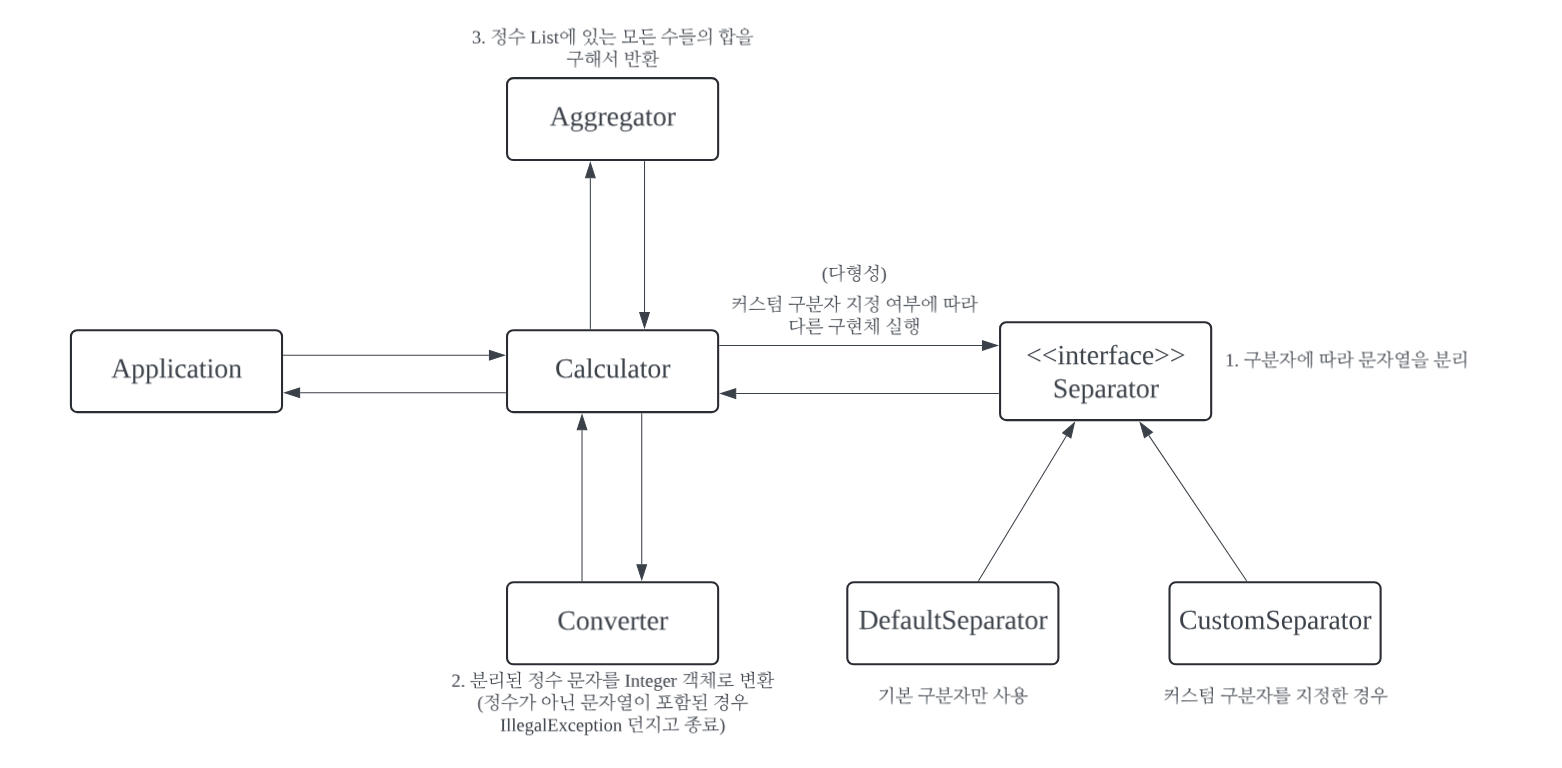 3. 정수 List에 있는 모든 수들의 합을
구해서 반환
Aggregator
(다형성)
커스텀 구분자 지정 여부에 따라
다른 구현체 실행
Application
Calculator
<<interface>>
Separator
1. 구분자에 따라 문자열을 분리
Converter
DefaultSeparator
CustomSeparator
2. 분리된 정수 문자를 Integer 객체로 변환
(정수가 아닌 문자열이 포함된 경우
IllegalException 던지고 종료)
기본 구분자만 사용
커스텀 구분자를 지정한 경우